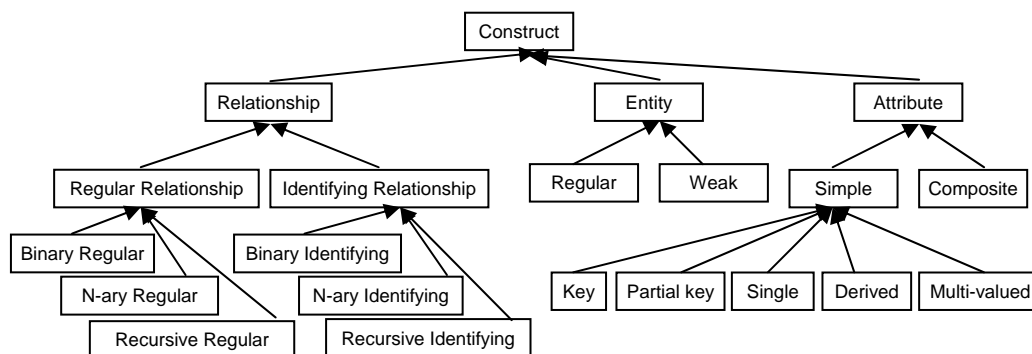 Construct
Relationship
Entity
Attribute
Regular Relationship
Identifying Relationship
Regular
Weak
Simple
Composite
Binary Regular
Binary Identifying
N-ary Regular
N-ary Identifying
Key
Partial key
Single
Derived
Multi-valued
Recursive Regular
Recursive Identifying